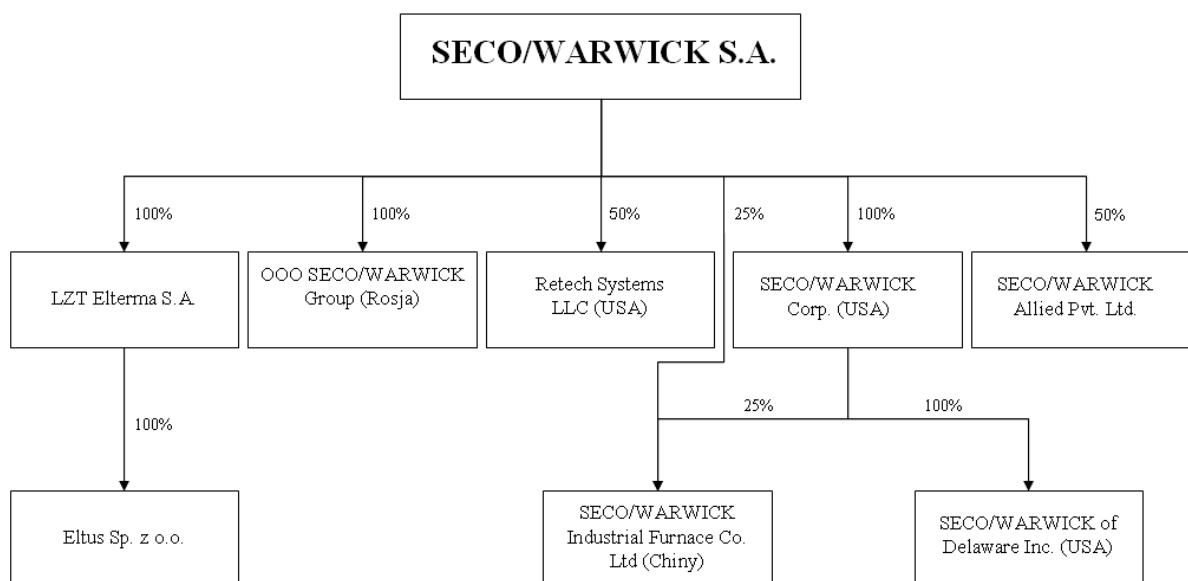 SECO/WARWICK S.A.
100%
100%
50%
25%
100%
50%
LZT Elterma S.A.
OOO SECO/WARWICK
Group (Rosja)
Retech Systems
LLC (USA)
SECO/WARWICK
Corp. (USA)
SECO/WARWICK
Allied Pvt. Ltd.
100%
25%
100%
Eltus Sp. z o.o.
SECO/WARWICK
Industrial Furnace Co.
Ltd (Chiny)
SECO/WARWICK of
Delaware Inc. (USA)